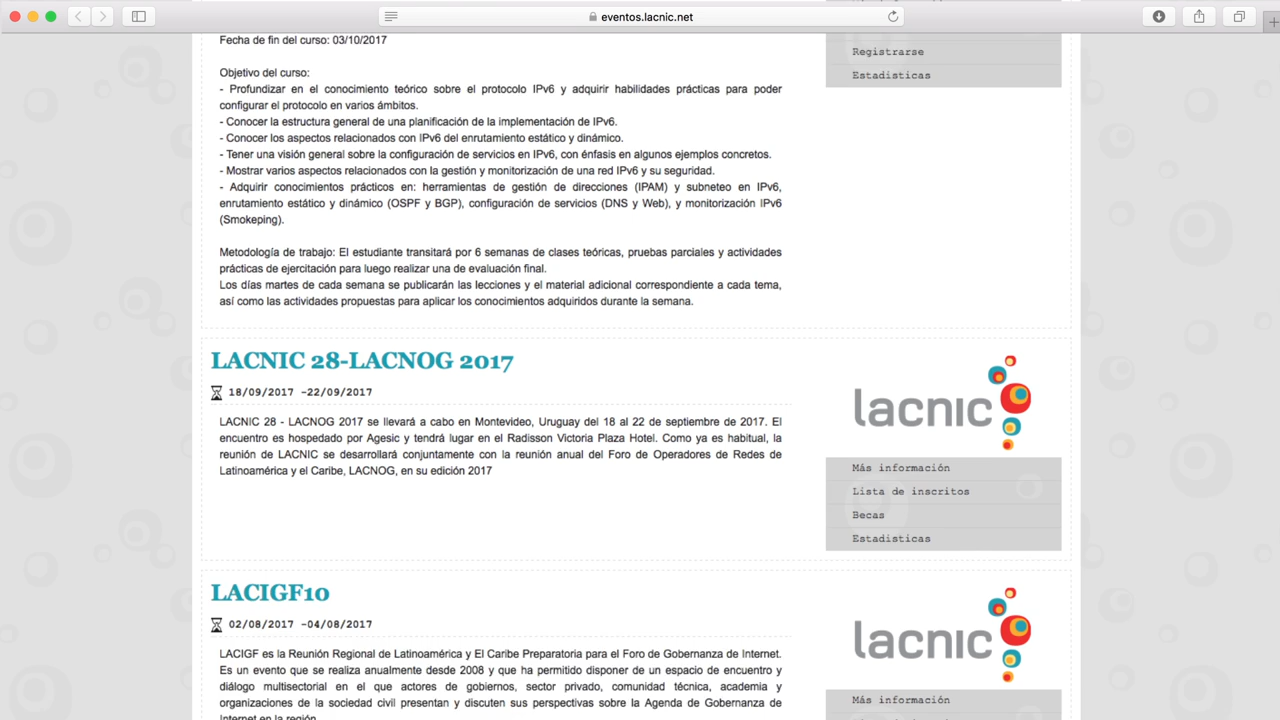 eventos.lacnic.net
Fecha de fin del curso: 03/10/2017
Objetivo del curso:
- Profundizar en el conocimiento teórico sobre el protocolo IPv6 y adquirir habilidades prácticas para poder
configurar el protocolo en varios ámbitos.
- Conocer la estructura general de una planificación de la implementación de IPv6.
- Conocer los aspectos relacionados con IPv6 del enrutamiento estático y dinámico.
- Tener una visión general sobre la configuración de servicios en IPv6, con énfasis en algunos ejemplos concretos.
- Mostrar varios aspectos relacionados con la gestión y monitorización de una red IPv6 y su seguridad.
- Adquirir conocimientos prácticos en: herramientas de gestión de direcciones (IPAM) y subneteo en IPv6,
enrutamiento estático y dinámico (OSPF y BGP), configuración de servicios (DNS y Web), y monitorización IPv6
(Smokeping).
Metodología de trabajo: El estudiante transitará por 6 semanas de clases teóricas, pruebas parciales y actividades
prácticas de ejercitación para luego realizar una de evaluación final.
Los días martes de cada semana se publicarán las lecciones y el material adicional correspondiente a cada tema,
así como las actividades propuestas para aplicar los conocimientos adquiridos durante la semana.
Registrarse
Estadisticas
LACNIC 28-LACNOG 2017
18/09/2017 -22/09/2017
LACNIC 28 - LACNOG 2017 se llevará a cabo en Montevideo, Uruguay del 18 al 22 de septiembre de 2017. El
encuentro es hospedado por Agesic y tendrá lugar en el Radisson Victoria Plaza Hotel. Como ya es habitual, la
reunión de LACNIC se desarrollará conjuntamente con la reunión anual del Foro de Operadores de Redes de
Latinoamérica y el Caribe, LACNOG, en su edición 2017
lacnic
Más información
Lista de inscritos
Becas
Estadisticas
LACIGF10
02/08/2017 -04/08/2017
LACIGF es la Reunión Regional de Latinoamérica y El Caribe Preparatoria para el Foro de Gobernanza de Internet.
Es un evento que se realiza anualmente desde 2008 y que ha permitido disponer de un espacio de encuentro y
diálogo multisectorial en el que actores de gobiernos, sector privado, comunidad técnica, academia y
organizaciones de la sociedad civil presentan y discuten sus perspectivas sobre la Agenda de Gobernanza de
Internet en la región
lacnic
Más información